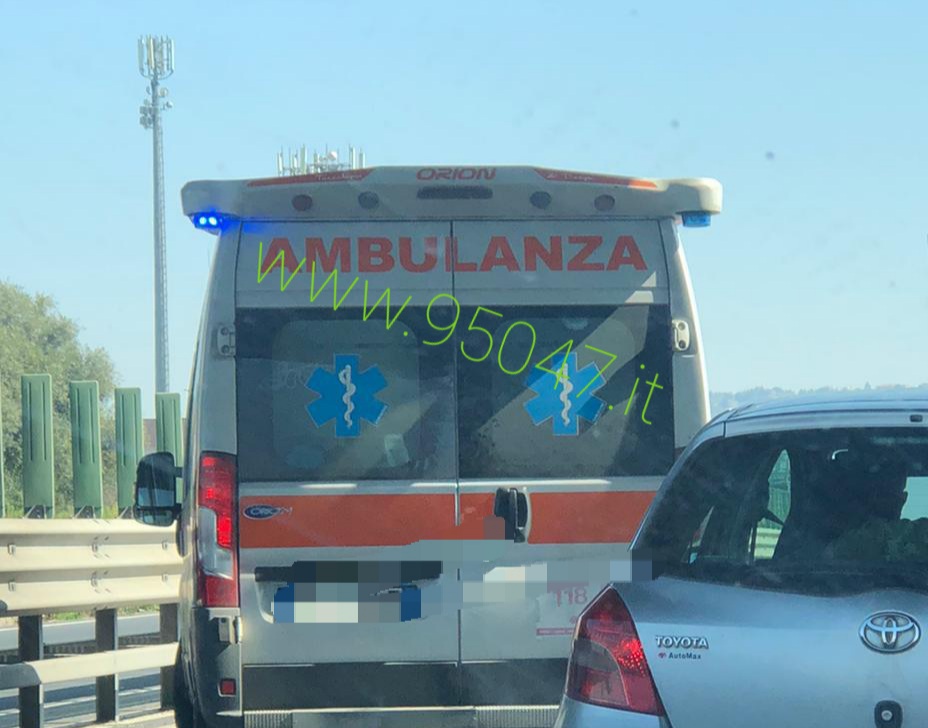 ORION
AMBULANZA
www.95047.it
ORION
118
TOYOTA
AutoMax